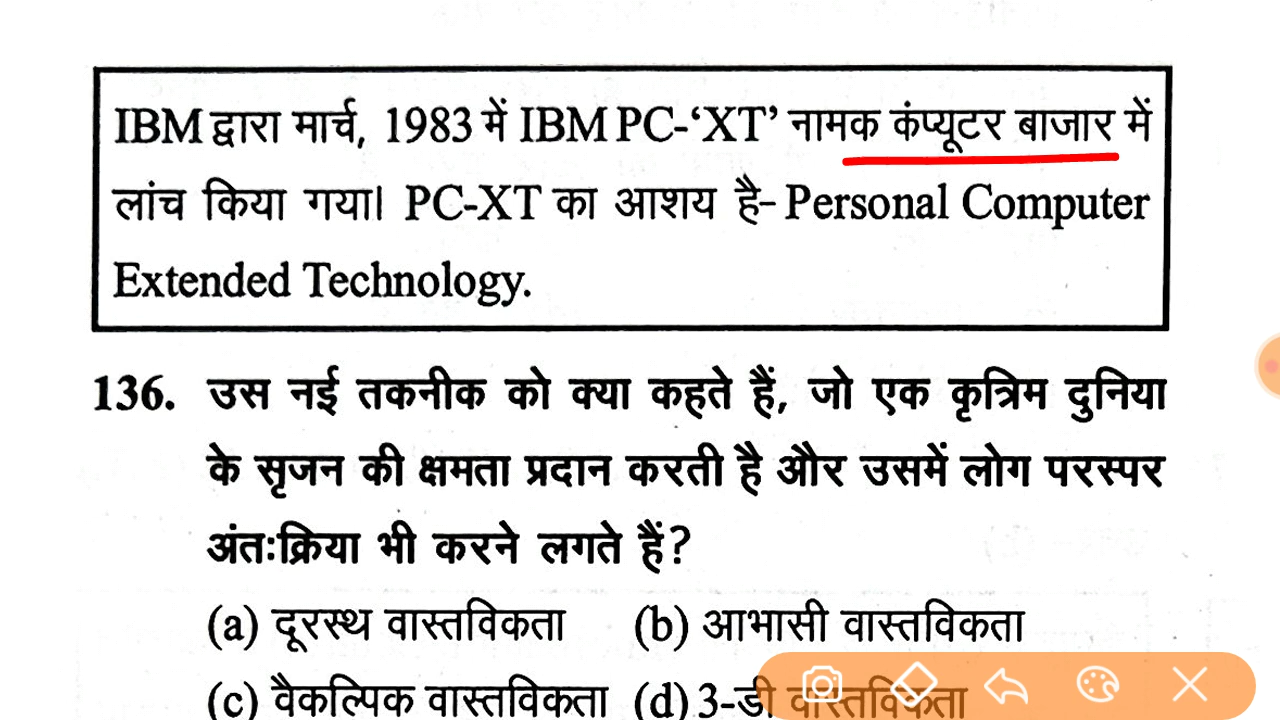 IBM द्वारा मार्च, 1983 में IBM PC-‘XT’ नामक कंप्यूटर बाजार में
लांच किया गया। PC-XT का आशय है- Personal Computer
Extended Technology.
136. उस नई तकनीक को क्या कहते हैं, जो एक कृत्रिम दुनिया
के सृजन की क्षमता प्रदान करती है और उसमें लोग परस्पर
अंतःक्रिया भी करने लगते हैं?
(a) दूरस्थ वास्तविकता (b) आभासी वास्तविकता
(c) वैकल्पिक वास्तविकता (d) 3-डी वास्तविकता